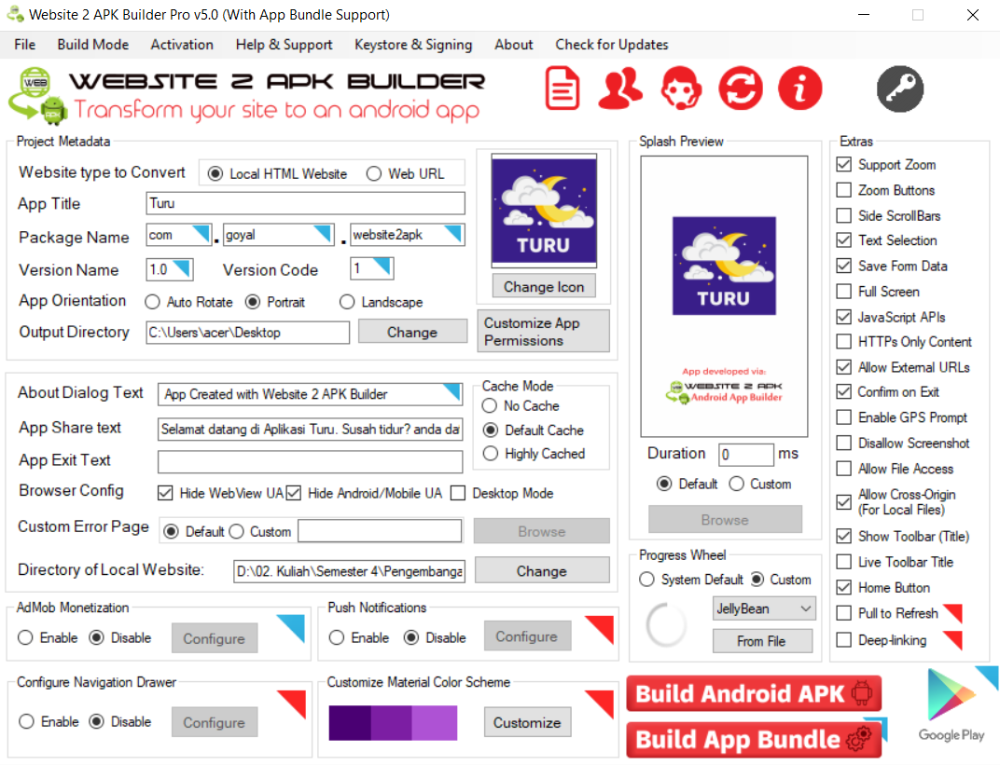 Website 2 APK Builder Pro v5.0 (With App Bundle Support)
File Build Mode Activation Help & Support Keystore & Signing About Check for Updates
WEB
APK
WEBSITE 2 APK BUILDER
Transform your site to an android app
Project Metadata
Website type to Convert Local HTML Website Web URL
App Title Turu
Package Name com . goyal . website2apk
Version Name 1.0 Version Code 1
App Orientation Auto Rotate Portrait Landscape
Output Directory C:\Users\acer\Desktop Change
TURU
Change Icon
Customize App
Permissions
About Dialog Text App Created with Website 2 APK Builder
App Share text Selamat datang di Aplikasi Turu. Susah tidur? anda da
App Exit Text
Browser Config Hide WebView UA Hide Android/Mobile UA Desktop Mode
Custom Error Page Default Custom Browse
Directory of Local Website: D:\02. Kuliah\Semester 4\Pengembanga Change
Cache Mode
No Cache
Default Cache
Highly Cached
AdMob Monetization
Enable Disable Configure
Push Notifications
Enable Disable Configure
Configure Navigation Drawer
Enable Disable Configure
Customize Material Color Scheme
Customize
Splash Preview
TURU
App developed via:
WEBSITE 2 APK
Android App Builder
Duration 0 ms
Default Custom
Browse
Progress Wheel
System Default Custom
JellyBean
From File
Extras
Support Zoom
Zoom Buttons
Side ScrollBars
Text Selection
Save Form Data
Full Screen
JavaScript APIs
HTTPs Only Content
Allow External URLs
Confirm on Exit
Enable GPS Prompt
Disallow Screenshot
Allow File Access
Allow Cross-Origin
(For Local Files)
Show Toolbar (Title)
Live Toolbar Title
Home Button
Pull to Refresh
Deep-linking
Build Android APK
Build App Bundle
Google Play